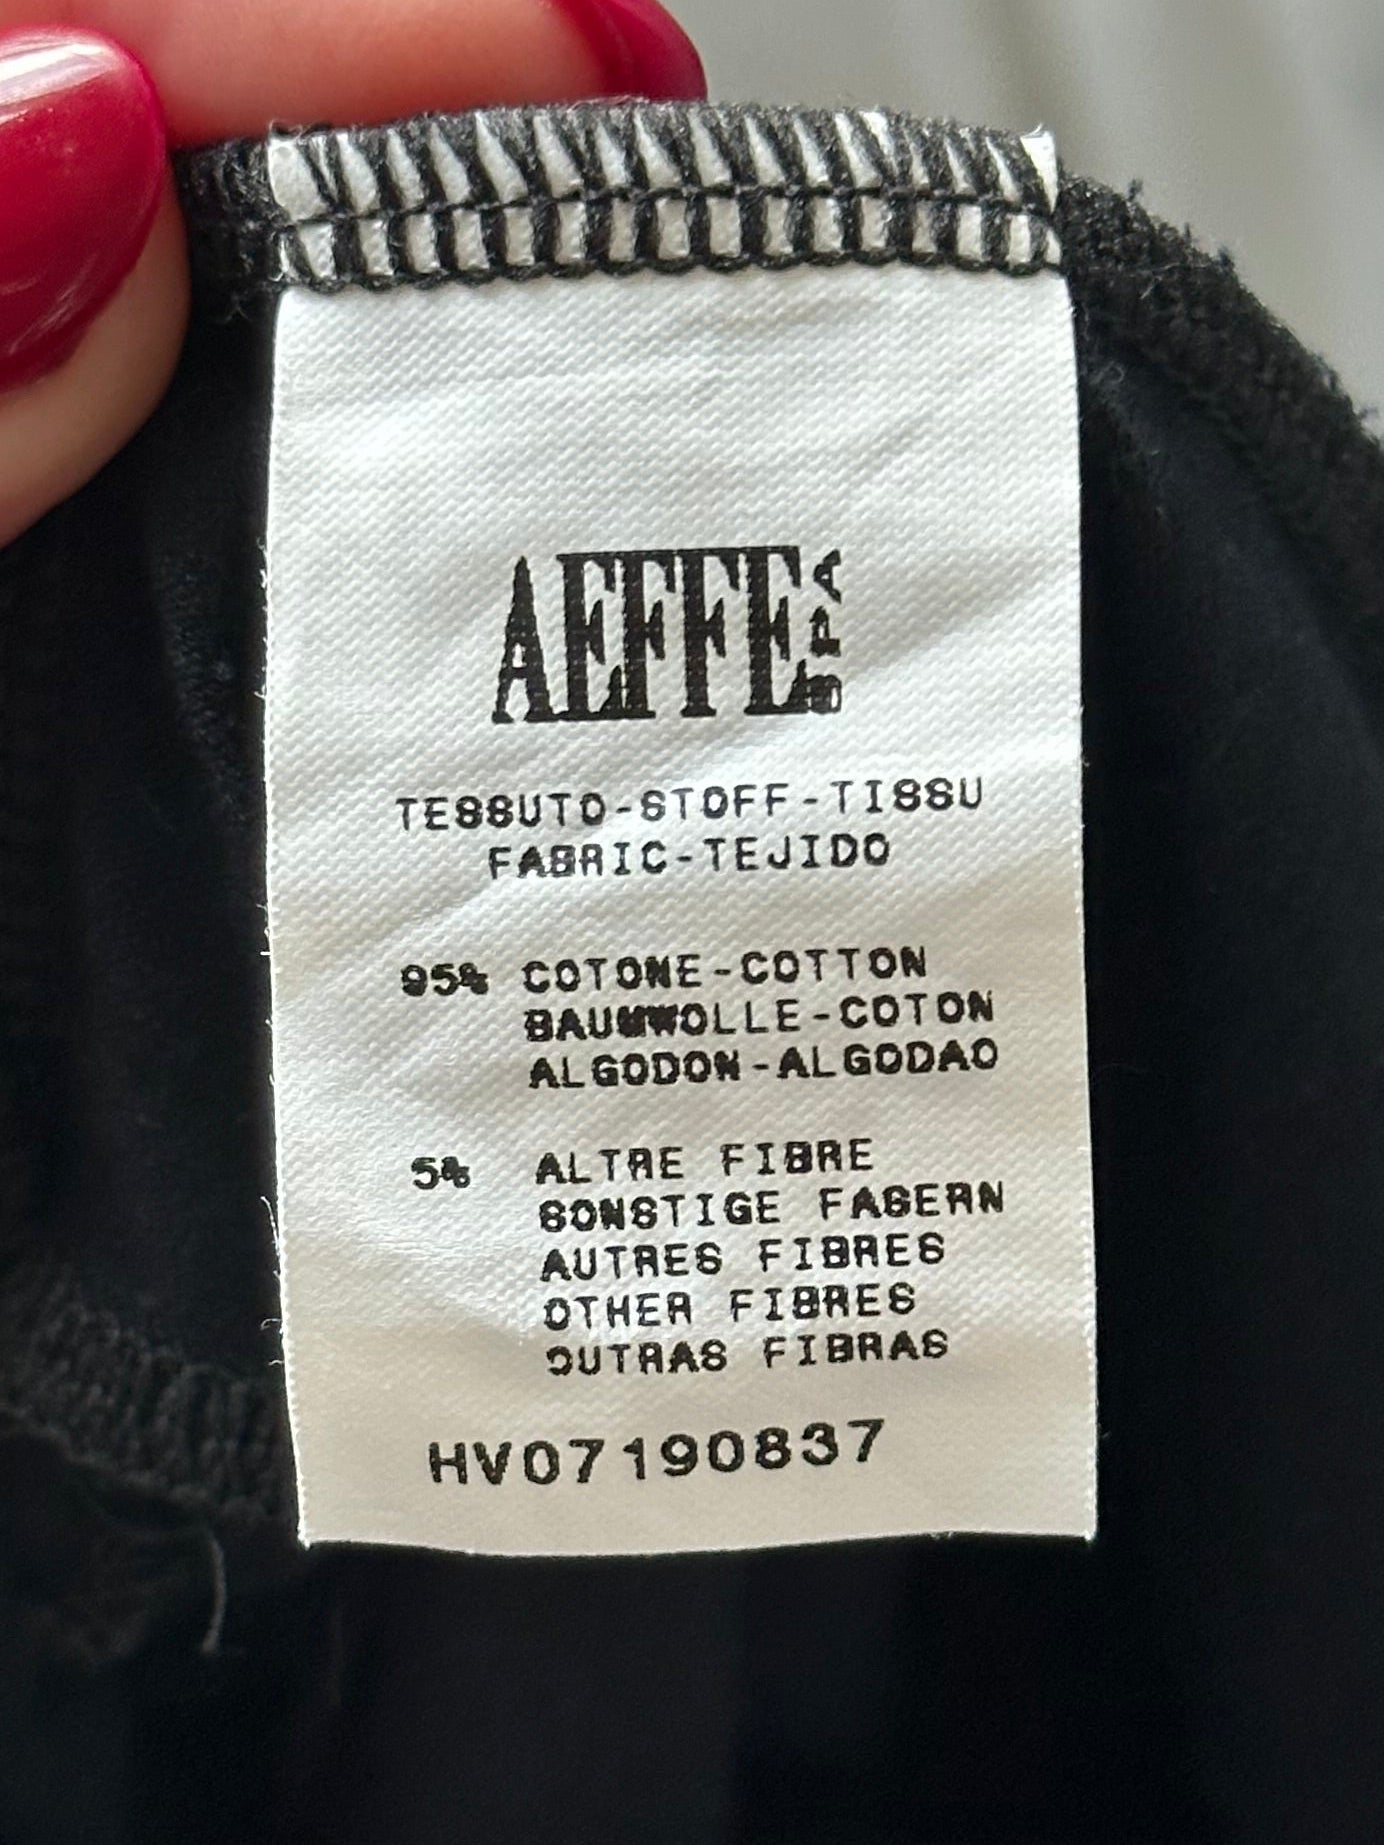 AEFFE SPA
TESSUTO-STOFF-TISSU
FABRIC-TEJIDO
95% COTONE-COTTON
BAUMWOLLE-COTON
ALGODON-ALGODAO
5% ALTRE FIBRE
SONSTIGE FASERN
AUTRES FIBRES
OTHER FIBRES
OUTRAS FIBRAS
HV07190837